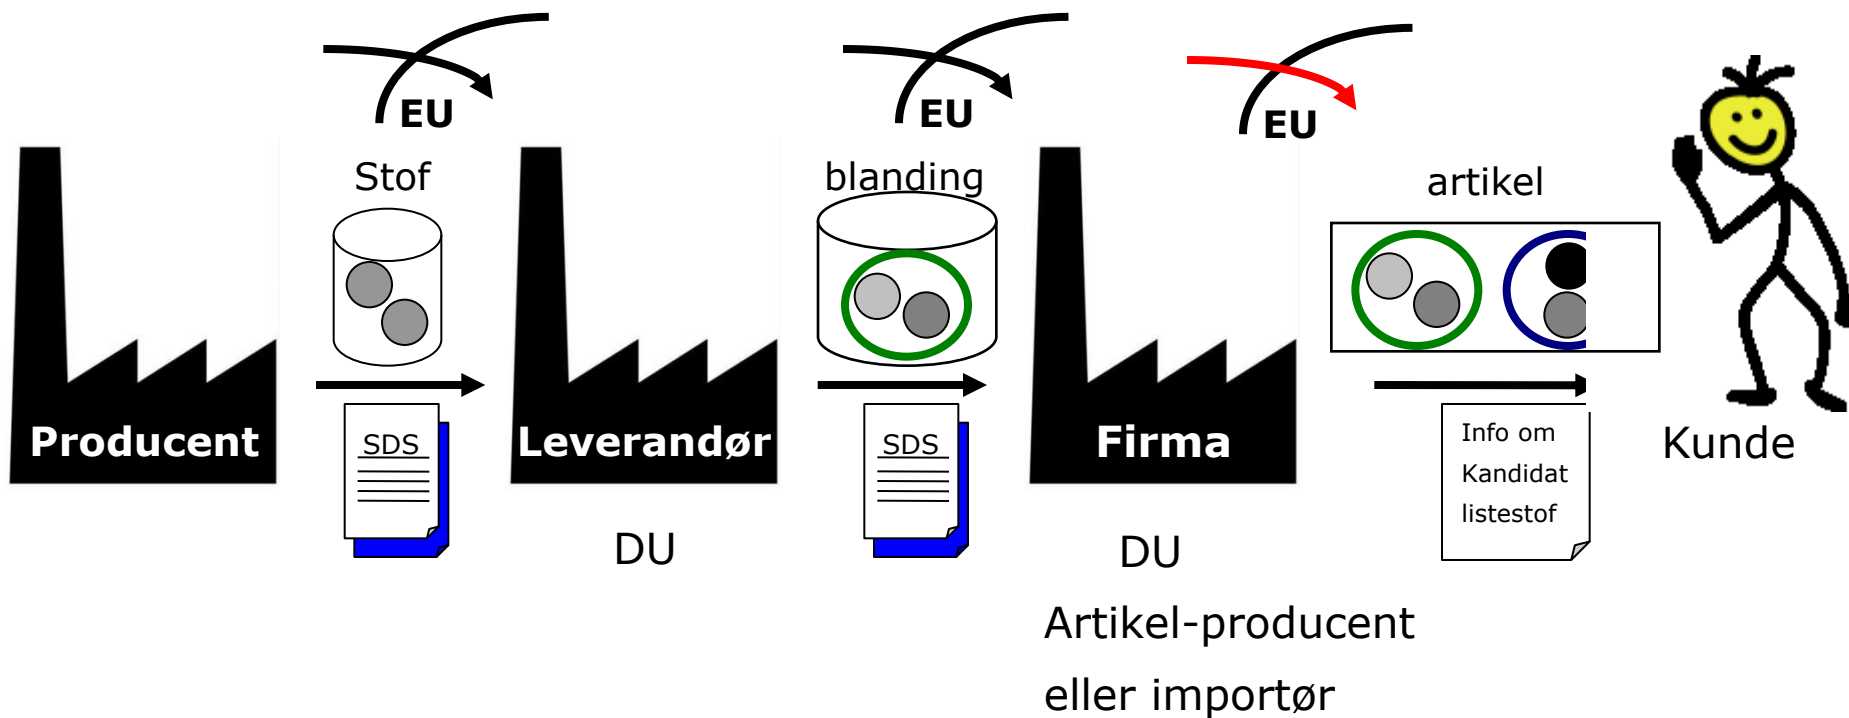 EU
EU
EU
Stof
blanding
artikel
Producent
SDS
Leverandør
SDS
Firma
Info om
Kandidat
listestof
Kunde
DU
DU
Artikel-producent
eller importør